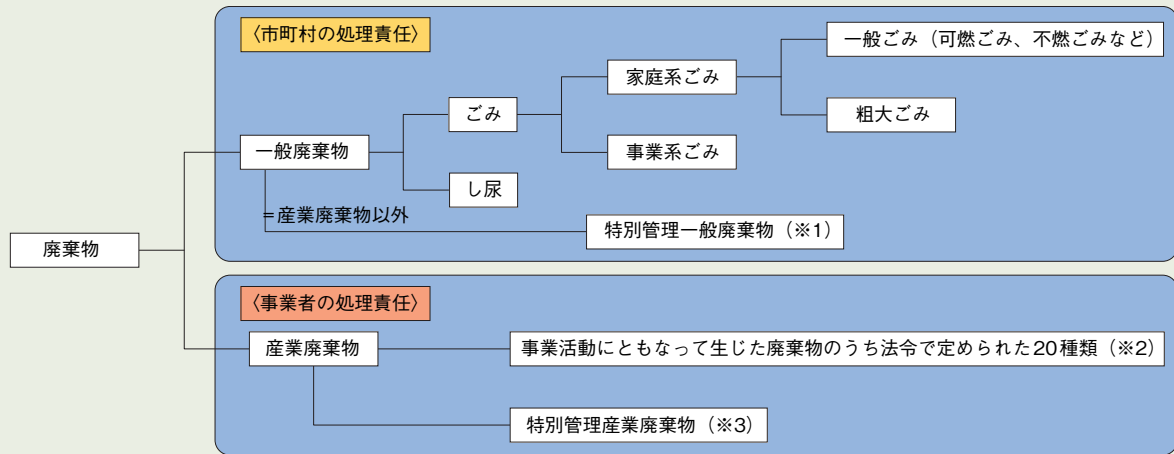 〈市町村の処理責任〉
一般ごみ（可燃ごみ、不燃ごみなど）
家庭系ごみ
ごみ
粗大ごみ
一般廃棄物
事業系ごみ
し尿
＝産業廃棄物以外
特別管理一般廃棄物（※1）
廃棄物
〈事業者の処理責任〉
産業廃棄物
事業活動にともなって生じた廃棄物のうち法令で定められた20種類（※2）
特別管理産業廃棄物（※3）